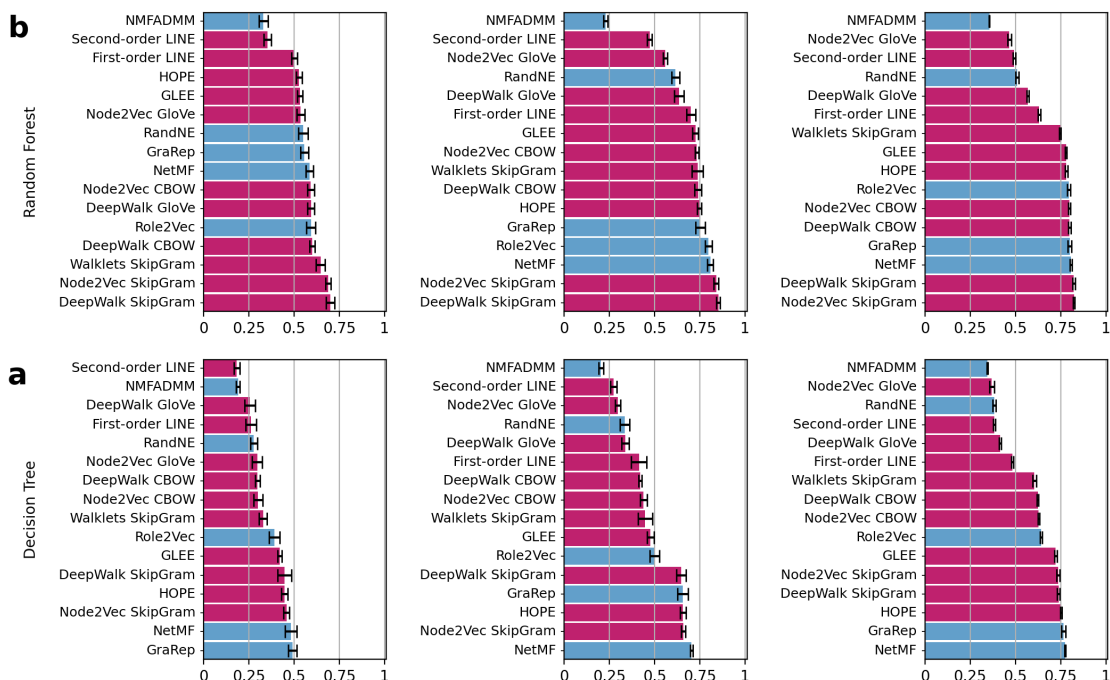 b
Random Forest
NMFADMM
Second-order LINE
First-order LINE
HOPE
GLEE
Node2Vec GloVe
RandNE
GraRep
NetMF
Node2Vec CBOW
DeepWalk GloVe
Role2Vec
DeepWalk CBOW
Walklets SkipGram
Node2Vec SkipGram
DeepWalk SkipGram
0 0.25 0.5 0.75 1
NMFADMM
Second-order LINE
Node2Vec GloVe
RandNE
DeepWalk GloVe
First-order LINE
GLEE
Node2Vec CBOW
Walklets SkipGram
DeepWalk CBOW
HOPE
GraRep
Role2Vec
NetMF
Node2Vec SkipGram
DeepWalk SkipGram
0 0.25 0.5 0.75 1
NMFADMM
Node2Vec GloVe
Second-order LINE
RandNE
DeepWalk GloVe
First-order LINE
Walklets SkipGram
GLEE
HOPE
Role2Vec
Node2Vec CBOW
DeepWalk CBOW
GraRep
NetMF
DeepWalk SkipGram
Node2Vec SkipGram
0 0.25 0.5 0.75 1
a
Decision Tree
Second-order LINE
NMFADMM
DeepWalk GloVe
First-order LINE
RandNE
Node2Vec GloVe
DeepWalk CBOW
Node2Vec CBOW
Walklets SkipGram
Role2Vec
GLEE
DeepWalk SkipGram
HOPE
Node2Vec SkipGram
NetMF
GraRep
0 0.25 0.5 0.75 1
NMFADMM
Second-order LINE
Node2Vec GloVe
RandNE
DeepWalk GloVe
First-order LINE
DeepWalk CBOW
Node2Vec CBOW
Walklets SkipGram
GLEE
Role2Vec
DeepWalk SkipGram
GraRep
HOPE
Node2Vec SkipGram
NetMF
0 0.25 0.5 0.75 1
NMFADMM
Node2Vec GloVe
RandNE
Second-order LINE
DeepWalk GloVe
First-order LINE
Walklets SkipGram
DeepWalk CBOW
Node2Vec CBOW
Role2Vec
GLEE
Node2Vec SkipGram
DeepWalk SkipGram
HOPE
GraRep
NetMF
0 0.25 0.5 0.75 1